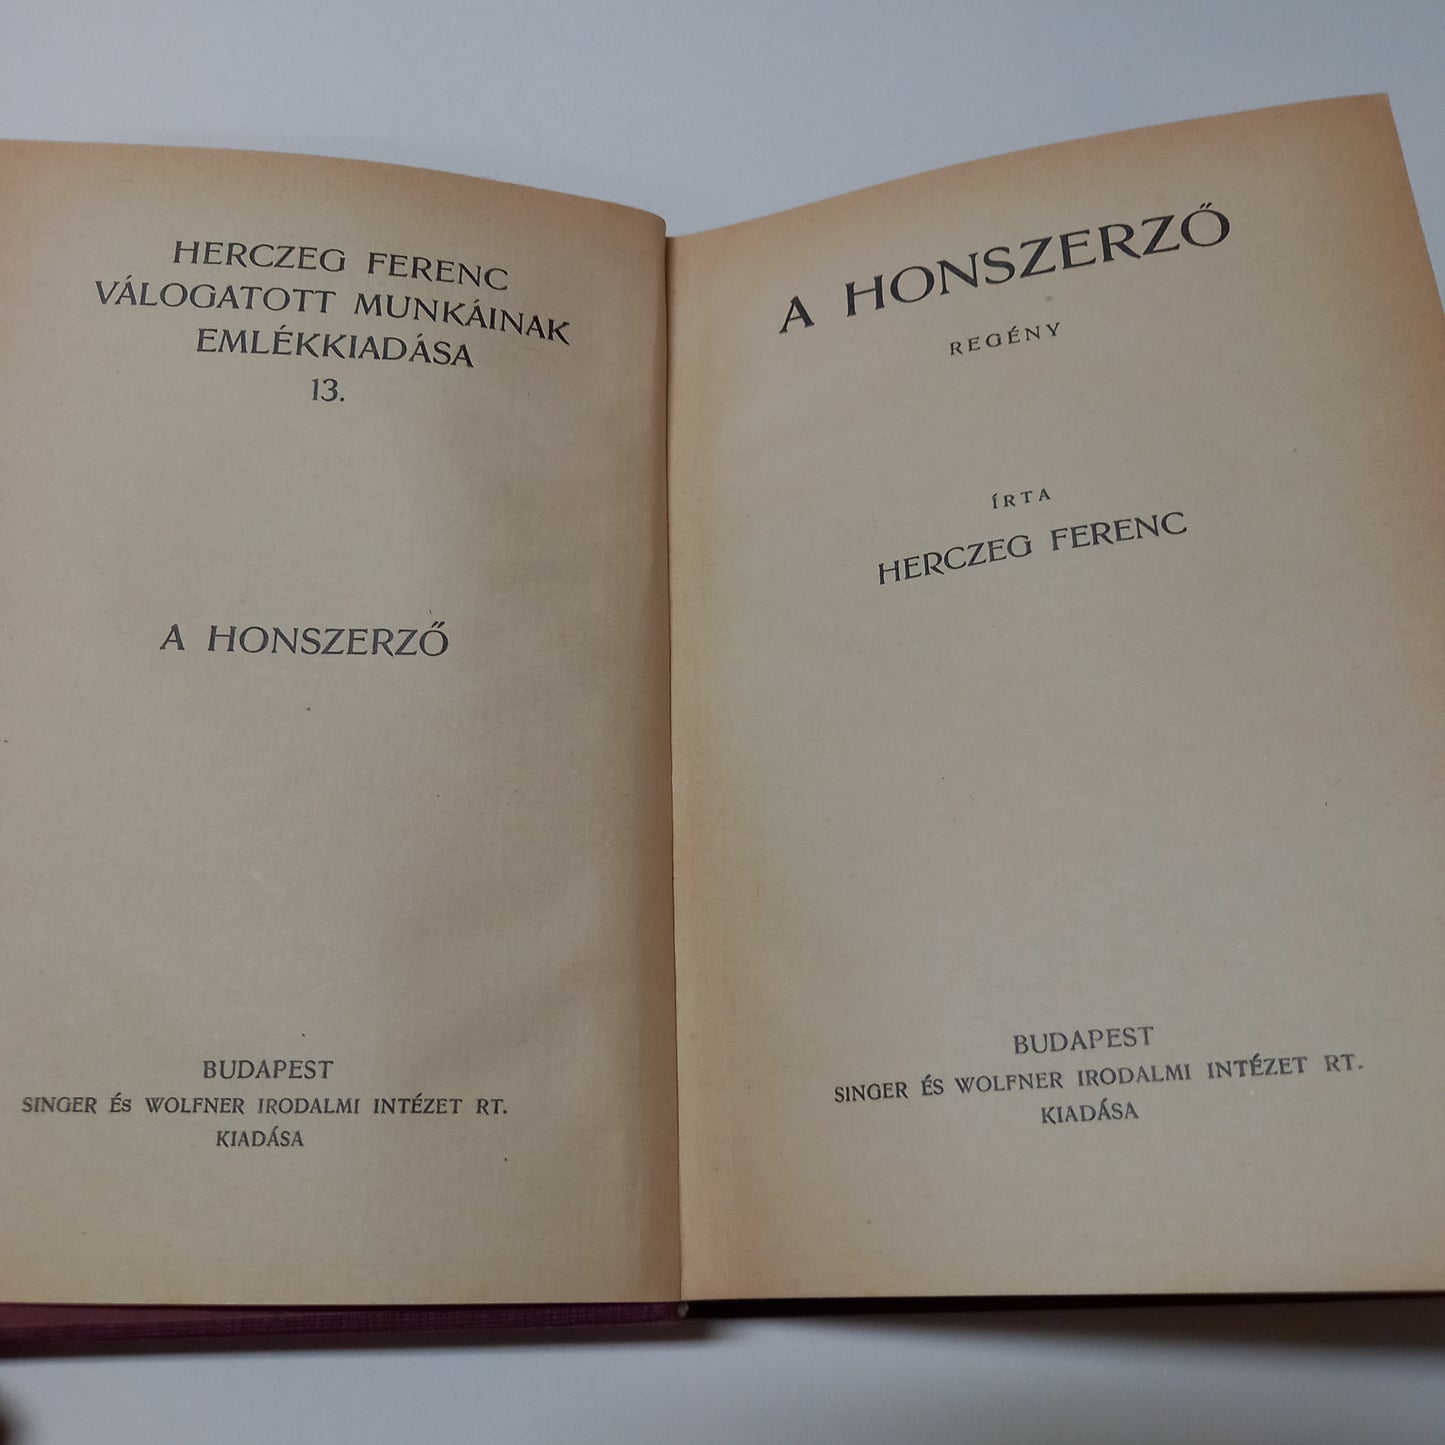 HERCZEG FERENC
VÁLOGATOTT MUNKÁINAK
EMLÉKKIADÁSA
13.
A HONSZERZŐ
BUDAPEST
SINGER ÉS WOLFNER IRODALMI INTÉZET RT.
KIADÁSA
A HONSZERZŐ
REGÉNY
ÍRTA
HERCZEG FERENC
BUDAPEST
SINGER ÉS WOLFNER IRODALMI INTÉZET RT.
KIADÁSA